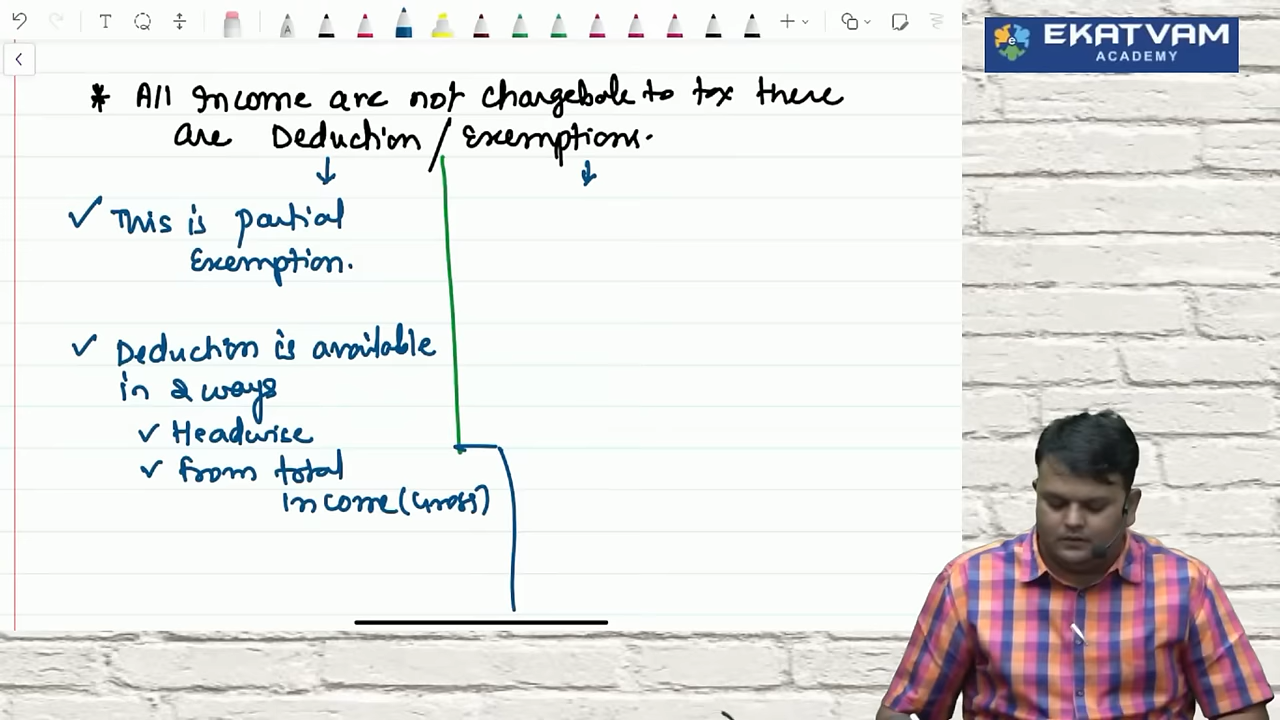 * All Income are not chargebale to tax there
are Deduction / Exemptions.
✓ This is partial
Exemption.
✓ Deduction is available
in 2 ways
✓ Headwise
✓ from total
Income (Gross)
EKATVAM
ACADEMY
T